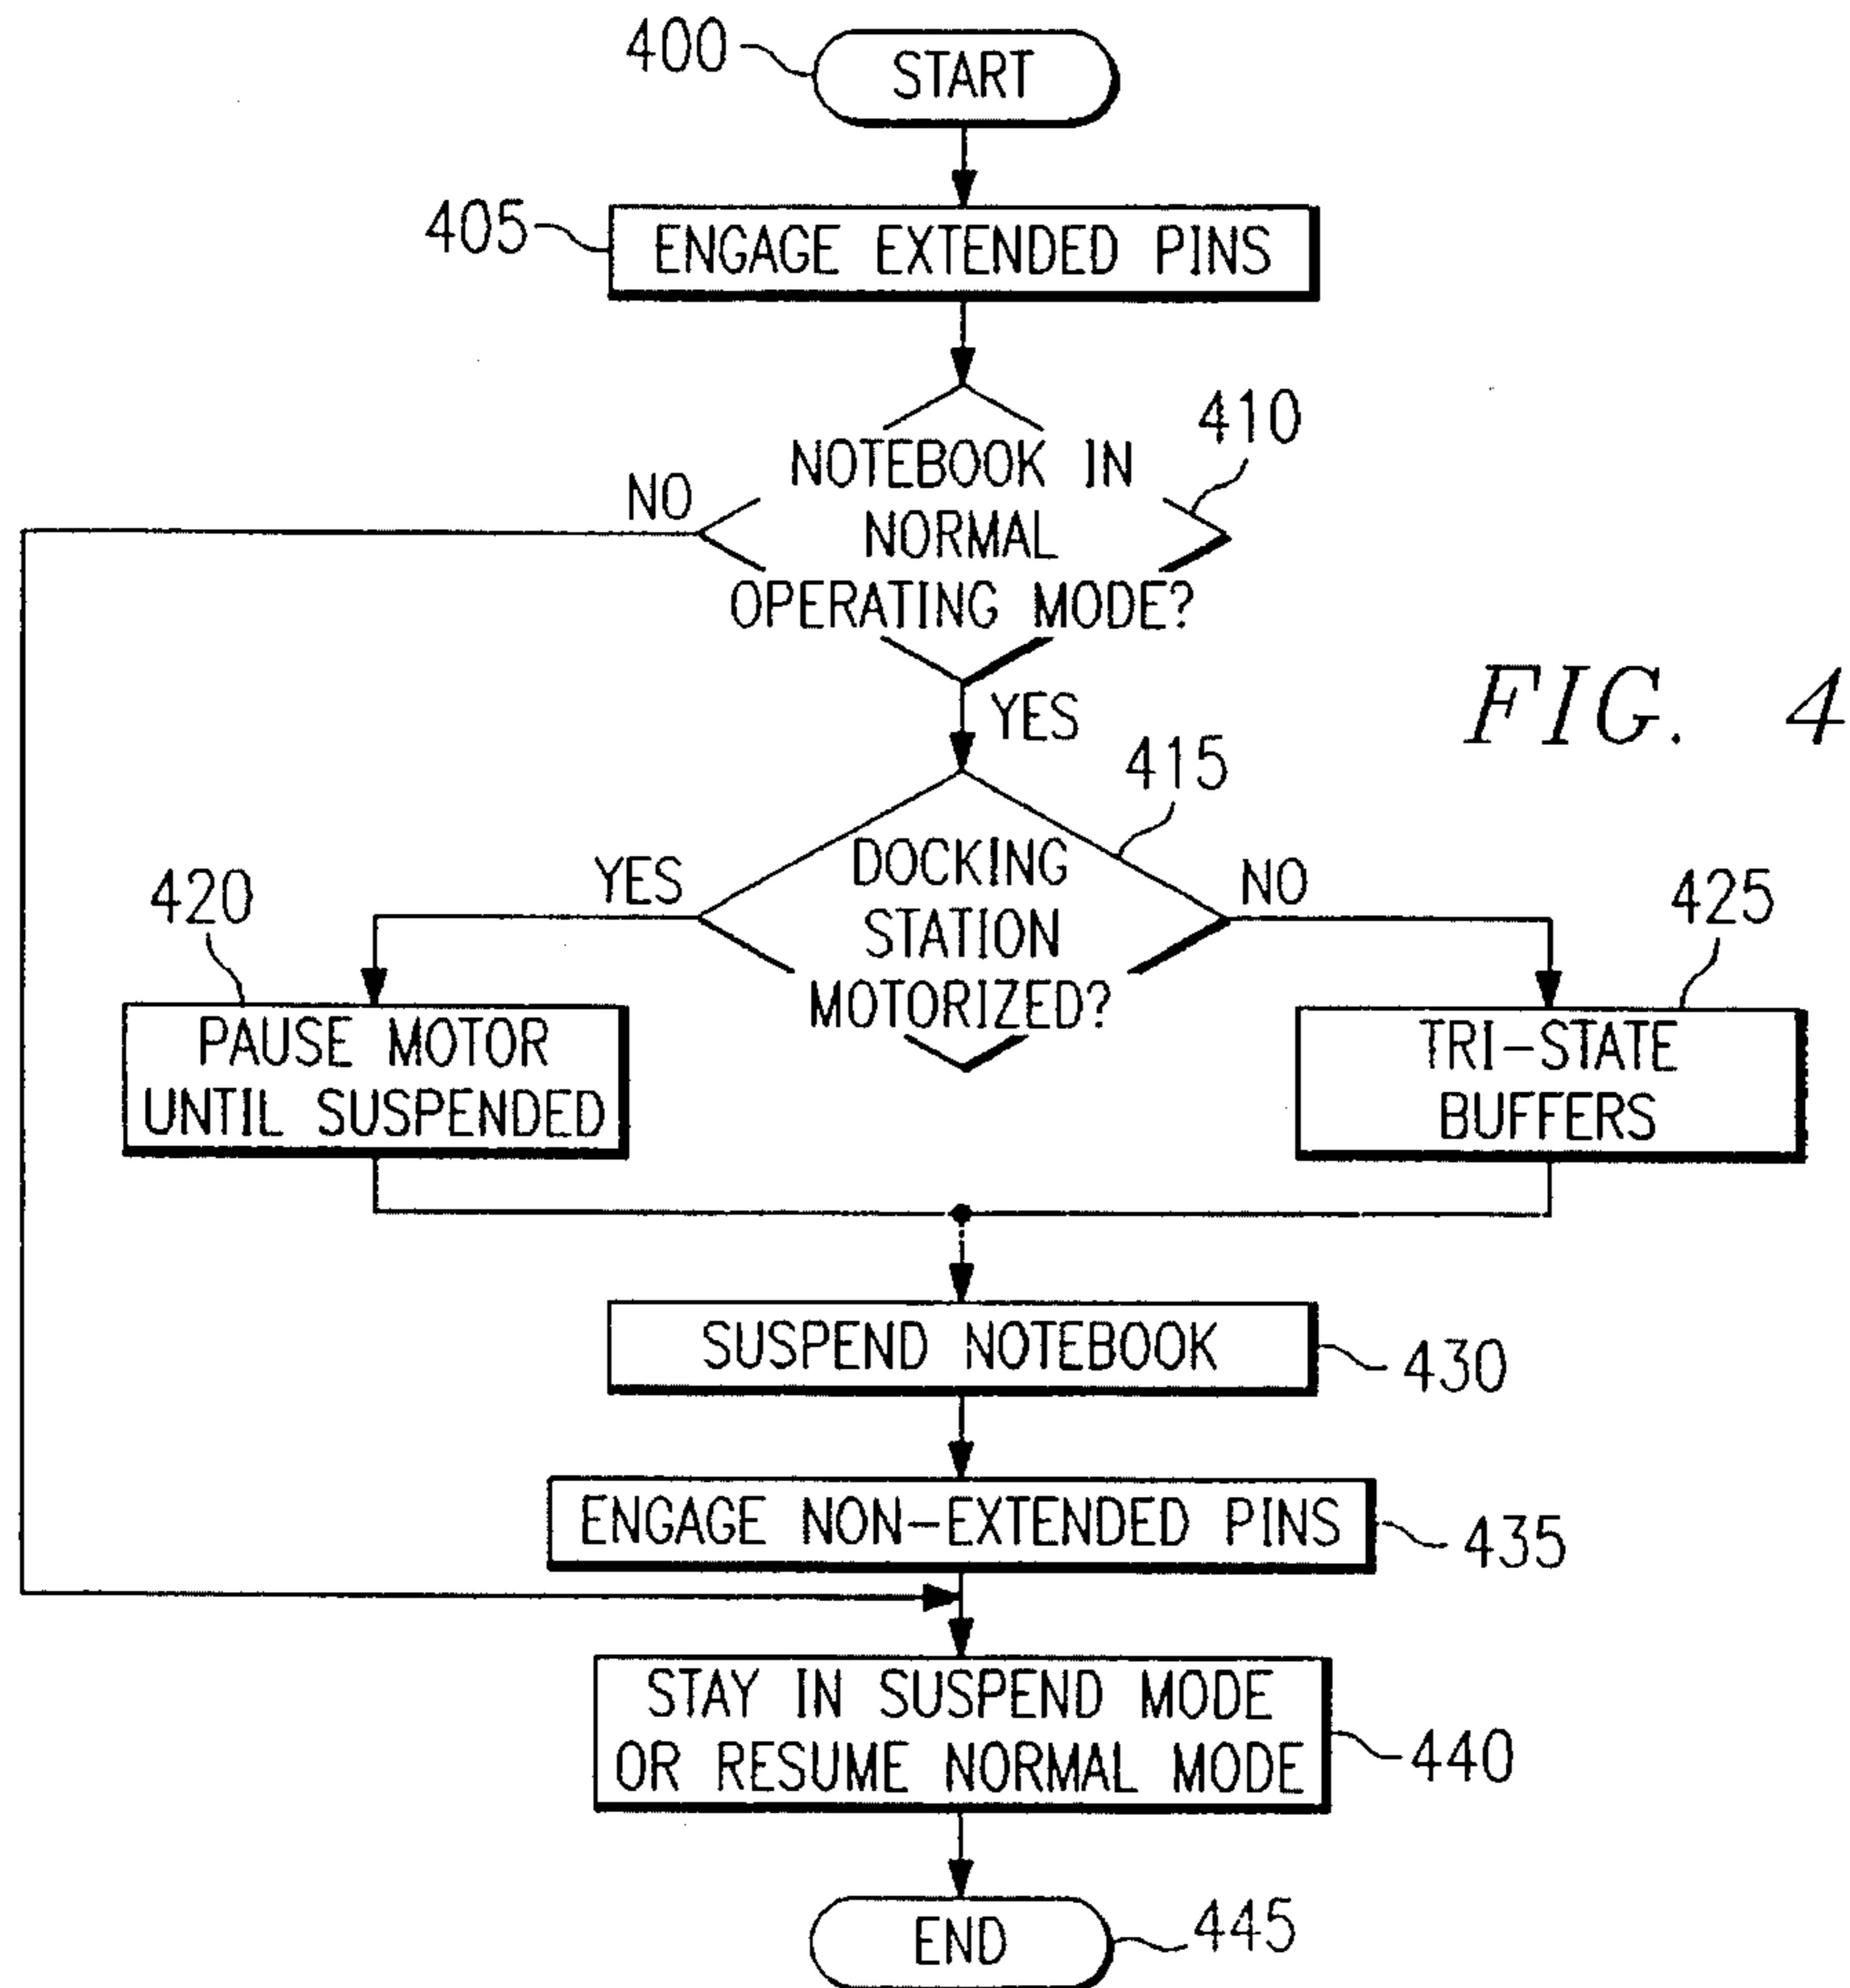 400
START
405
ENGAGE EXTENDED PINS
410
NO
NOTEBOOK IN
NORMAL
OPERATING MODE?
FIG. 4
YES
415
DOCKING
STATION
MOTORIZED?
YES
NO
420
425
PAUSE MOTOR
UNTIL SUSPENDED
TRI-STATE
BUFFERS
SUSPEND NOTEBOOK
430
ENGAGE NON-EXTENDED PINS
435
STAY IN SUSPEND MODE
OR RESUME NORMAL MODE
440
END
445